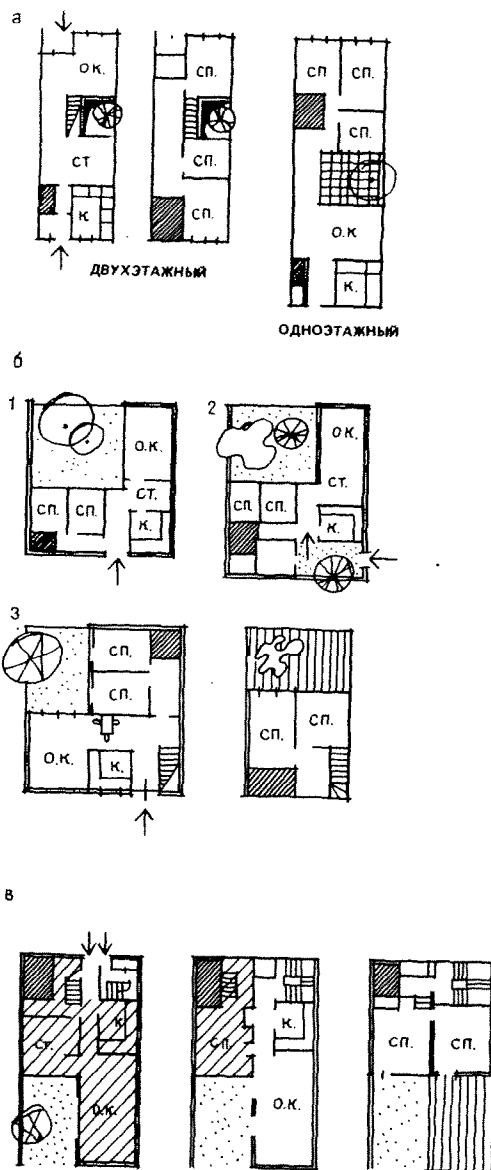 а
О.К. СП. СП СП.
СП.
СТ СП.
О.К.
К. СП. К.
ДВУХЭТАЖНЫЙ
ОДНОЭТАЖНЫЙ
б
1 2
О.К. О.К.
СТ. СТ.
СП. СП. СП. СП.
К. К.
3
СП.
СП. СП. СП.
О.К. К.
в
К. К.
СТ. СП. СП. СП.
О.К. О.К.